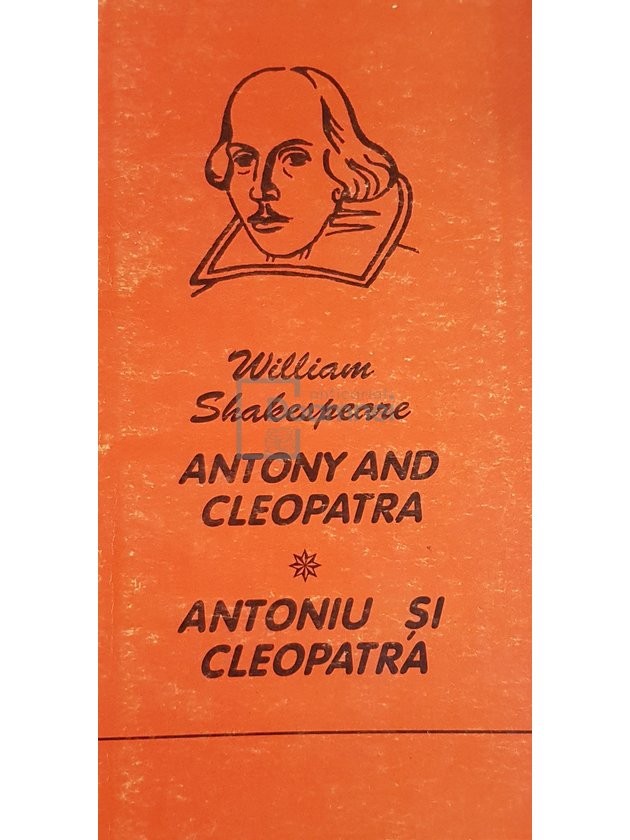 William
Shakespeare
ANTONY AND
CLEOPATRA
ANTONIU ȘI
CLEOPATRA